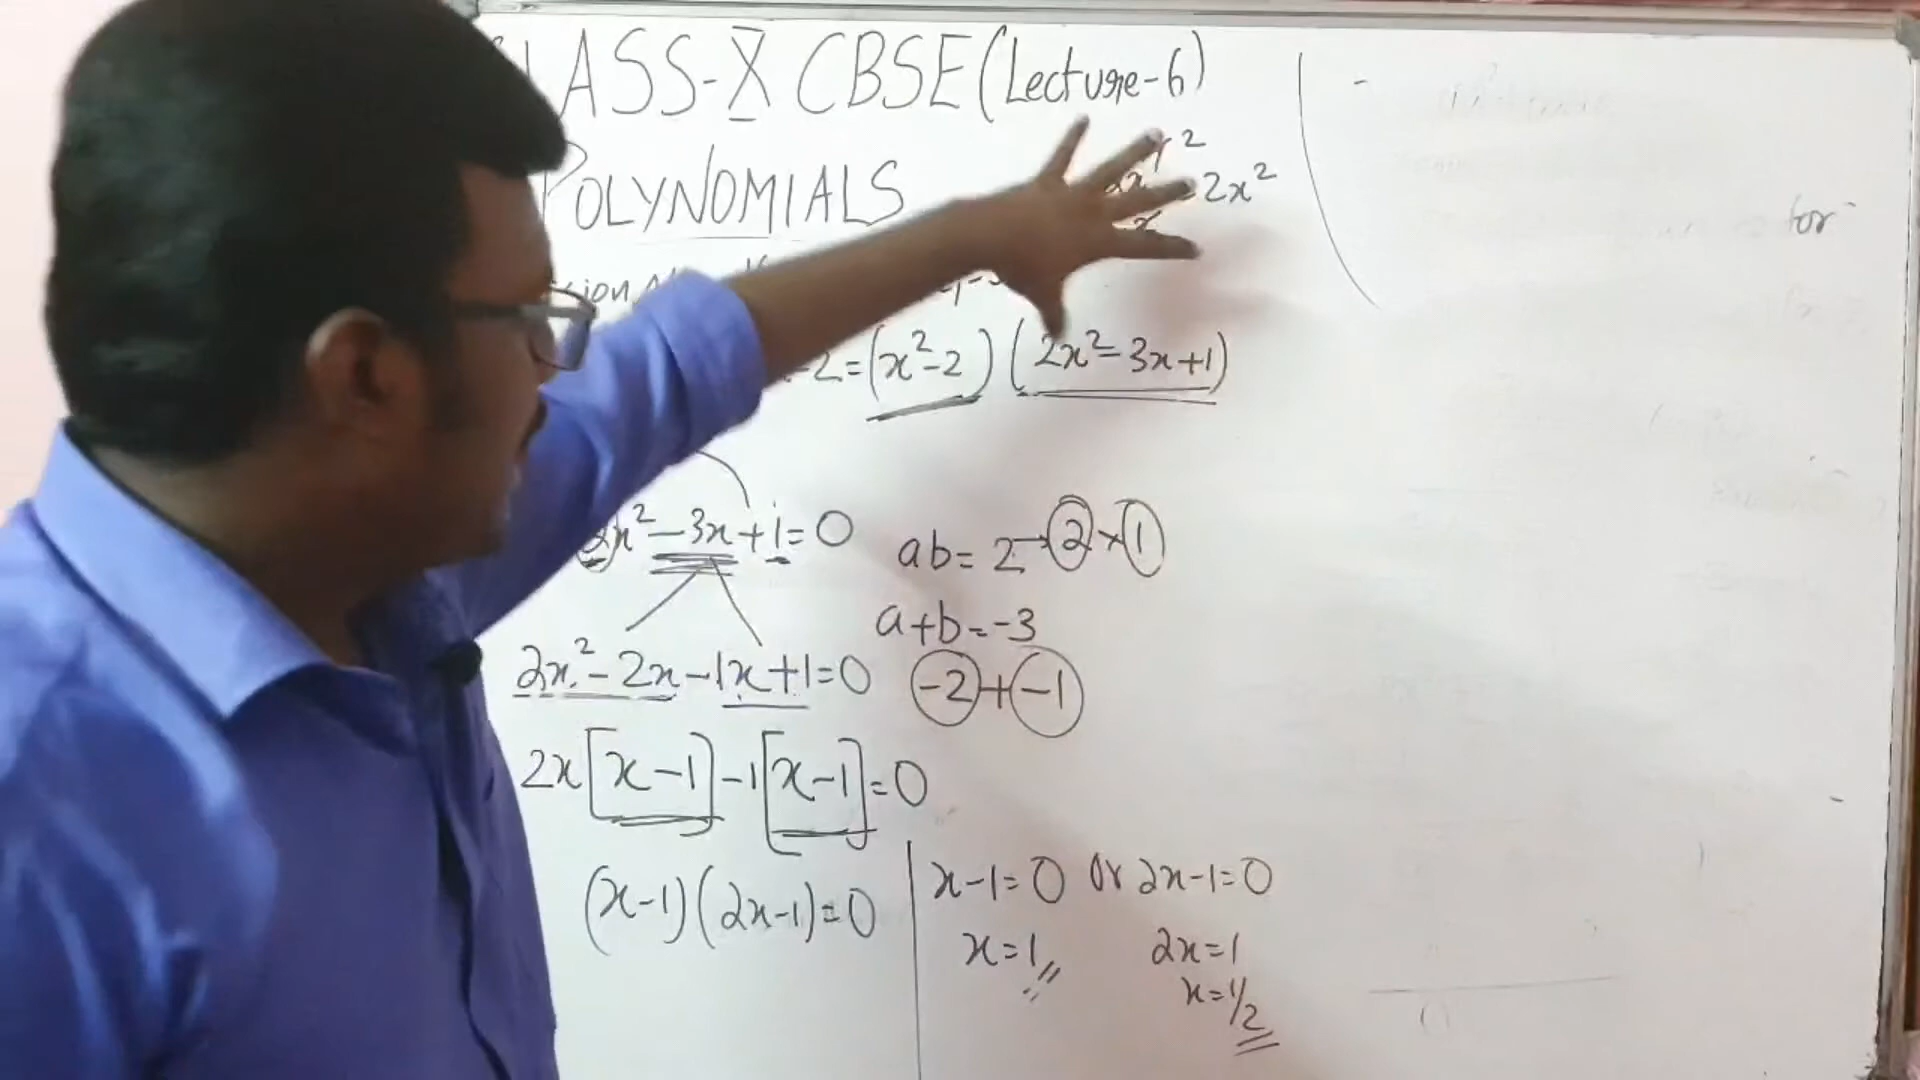 LASS-X CBSE (Lecture-6)
POLYNOMIALS
2x²
-2=(x²-2)(2x²-3x+1)
2x²-3x+1=0
ab=2→2×1
a+b=-3
2x²-2x-1x+1=0
-2+-1
2x[x-1]-1[x-1]=0
(x-1)(2x-1)=0
x-1=0 Or 2x-1=0
x=1
2x=1
x=1/2
for